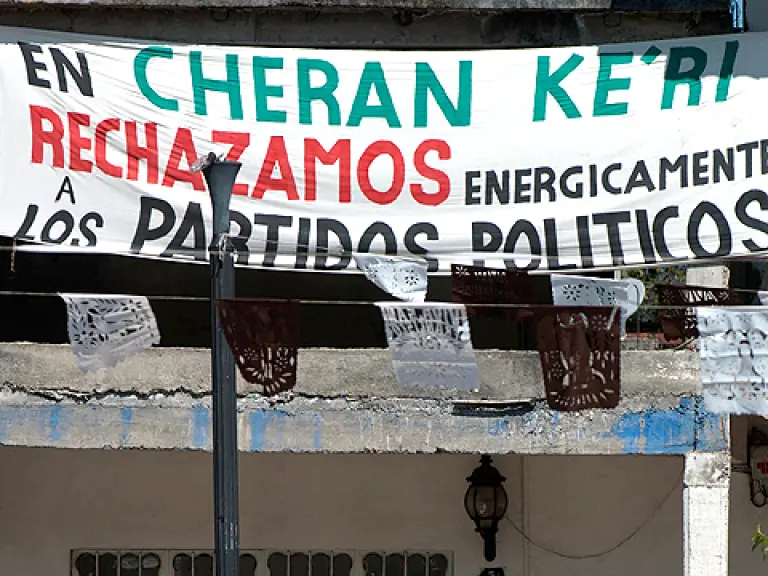 EN CHERAN KE'RI
RECHAZAMOS ENERGICAMENTE
A LOS PARTIDOS POLITICOS